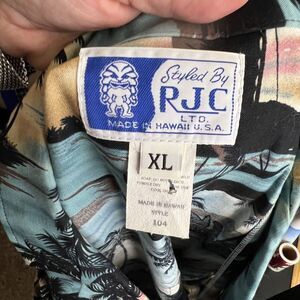 Styled By
RJC
LTD.
MADE IN HAWAII U.S.A.
XL
MADE IN HAWAII
STYLE
104